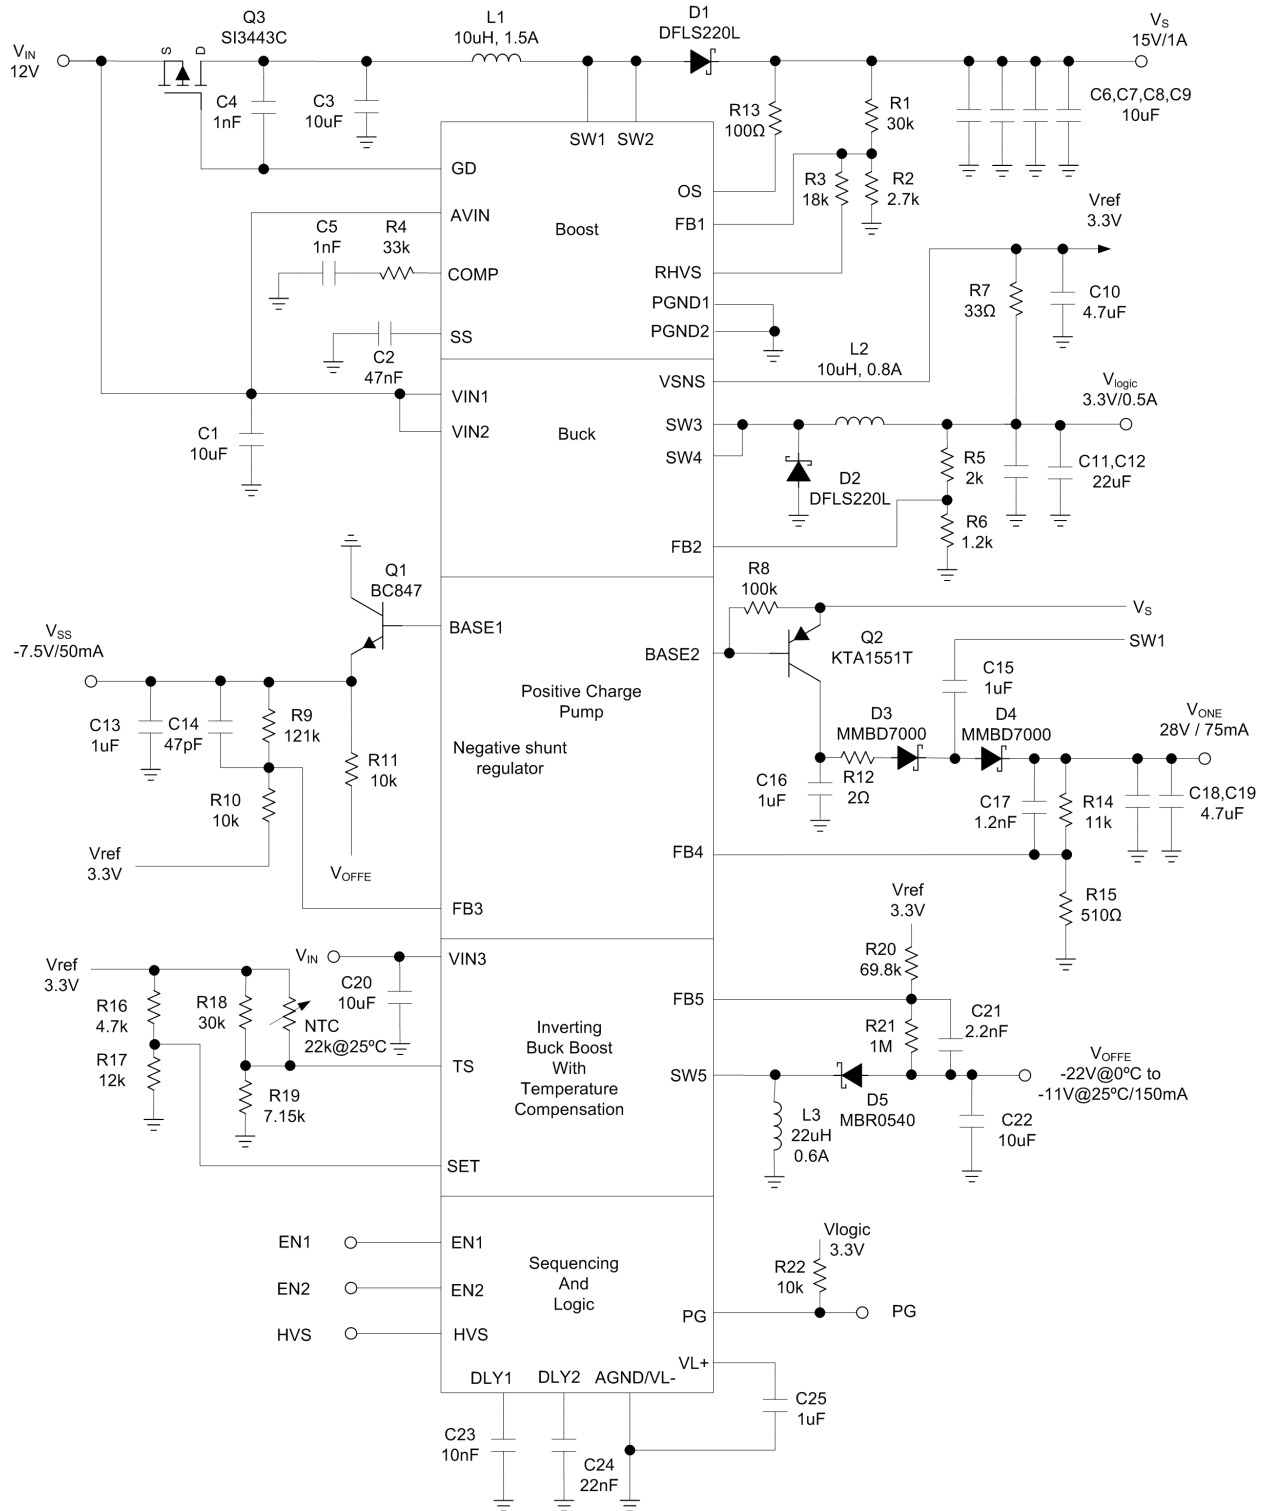 Q3
SI3443C
L1
10uH, 1.5A
D1
DFLS220L
VS
15V/1A
VIN
12V
S
VIN
D
C4
1nF
C3
10uF
R13
100Ω
R1
30k
C6,C7,C8,C9
10uF
SW1
SW2
GD
OS
R3
18k
R2
2.7k
AVIN
FB1
Boost
Vref
3.3V
C5
1nF
R4
33k
COMP
RHVS
PGND1
PGND2
R7
33Ω
C10
4.7uF
SS
C2
47nF
L2
10uH, 0.8A
VSNS
Vlogic
3.3V/0.5A
VIN1
VIN2
Buck
SW3
SW4
C1
10uF
D2
DFLS220L
R5
2k
C11,C12
22uF
R6
1.2k
FB2
Q1
BC847
R8
100k
VS
BASE1
BASE2
Q2
KTA1551T
SW1
VSS
-7.5V/50mA
C15
1uF
Positive Charge
Pump
Negative shunt
regulator
C13
1uF
C14
47pF
R9
121k
R11
10k
D3
MMBD7000
D4
MMBD7000
VONE
28V / 75mA
R10
10k
C16
1uF
R12
2Ω
C17
1.2nF
R14
11k
C18,C19
4.7uF
Vref
3.3V
VOFFE
FB4
FB3
Vref
3.3V
R15
510Ω
VIN
VIN3
Vref
3.3V
R20
69.8k
C20
10uF
R16
4.7k
R18
30k
NTC
22k@25ºC
FB5
R21
1M
C21
2.2nF
Inverting
Buck Boost
With
Temperature
Compensation
R17
12k
TS
SW5
VOFFE
-22V@0ºC to
-11V@25ºC/150mA
R19
7.15k
D5
MBR0540
L3
22uH
0.6A
C22
10uF
SET
EN1
EN1
Vlogic
3.3V
Sequencing
And
Logic
EN2
EN2
R22
10k
PG
PG
HVS
HVS
VL+
DLY1
DLY2
AGND/VL-
C25
1uF
C23
10nF
C24
22nF